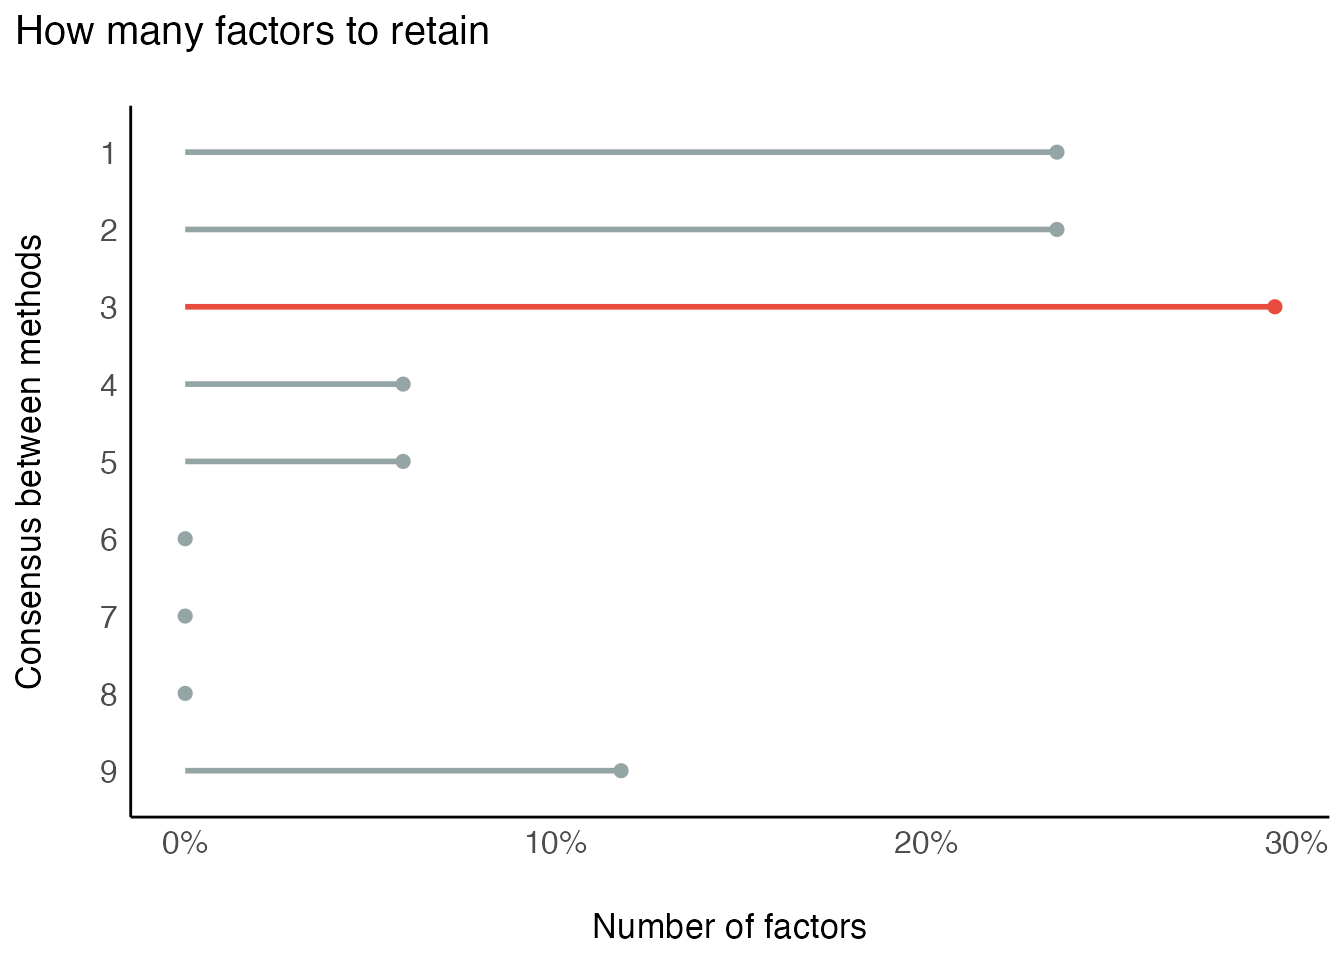 How many factors to retain
Consensus between methods
1
2
3
4
5
6
7
8
9
0% 10% 20% 30%
Number of factors